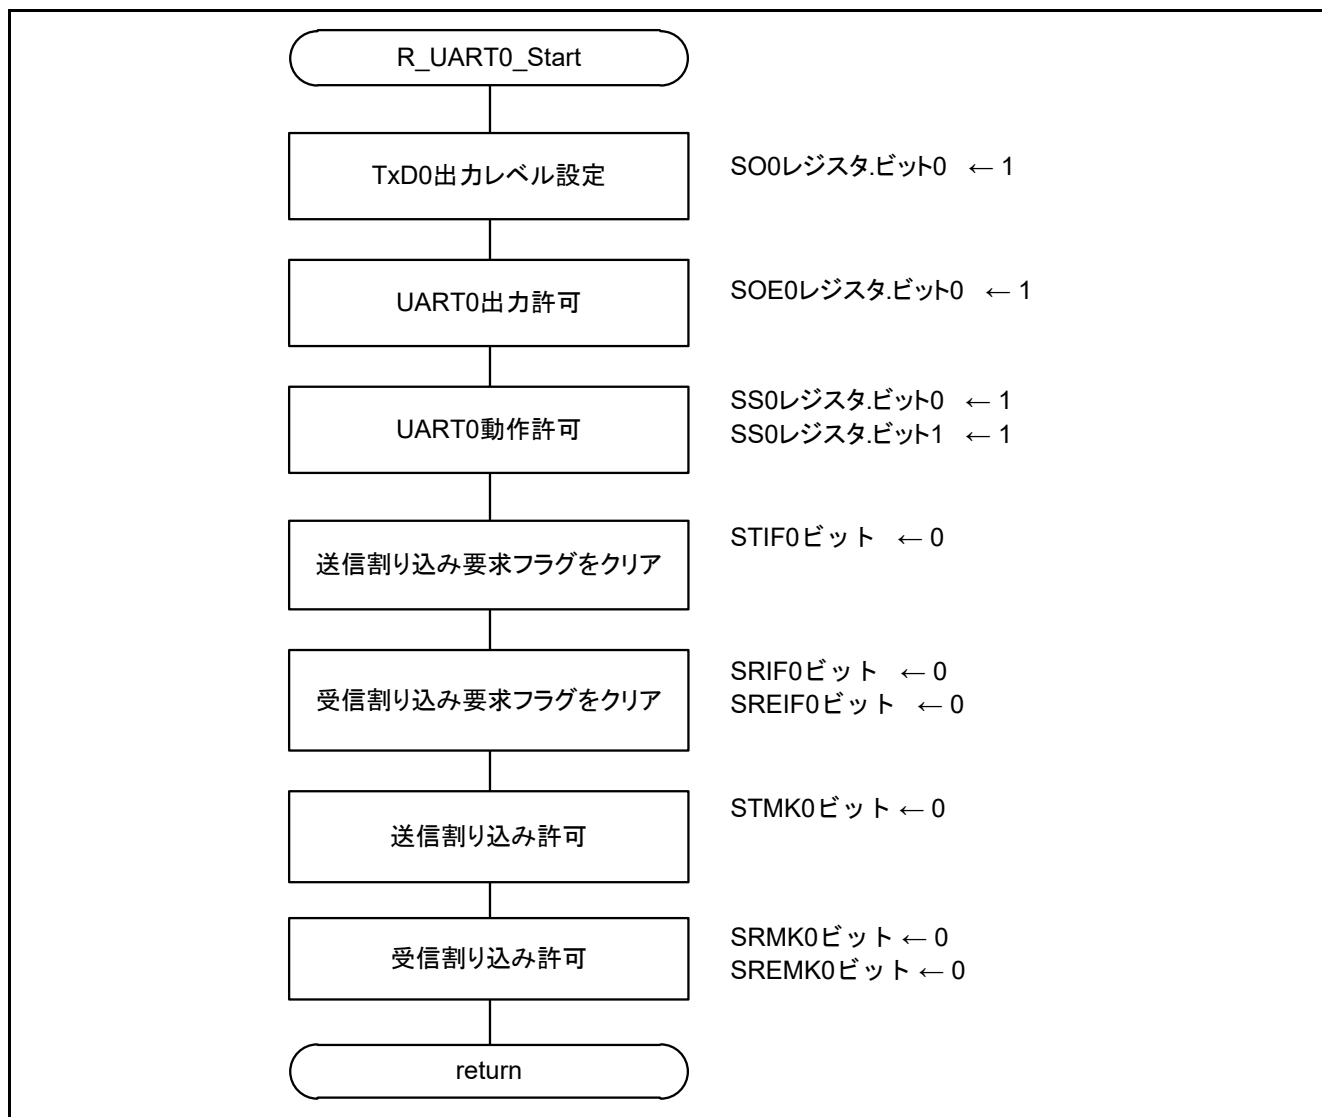 R_UART0_Start
TxD0出力レベル設定
SO0レジスタ.ビット0 ← 1
UART0出力許可
SOE0レジスタ.ビット0 ← 1
UART0動作許可
SS0レジスタ.ビット0 ← 1
SS0レジスタ.ビット1 ← 1
送信割り込み要求フラグをクリア
STIF0ビット ← 0
受信割り込み要求フラグをクリア
SRIF0ビット ← 0
SREIF0ビット ← 0
送信割り込み許可
STMK0ビット ← 0
受信割り込み許可
SRMK0ビット ← 0
SREMK0ビット ← 0
return